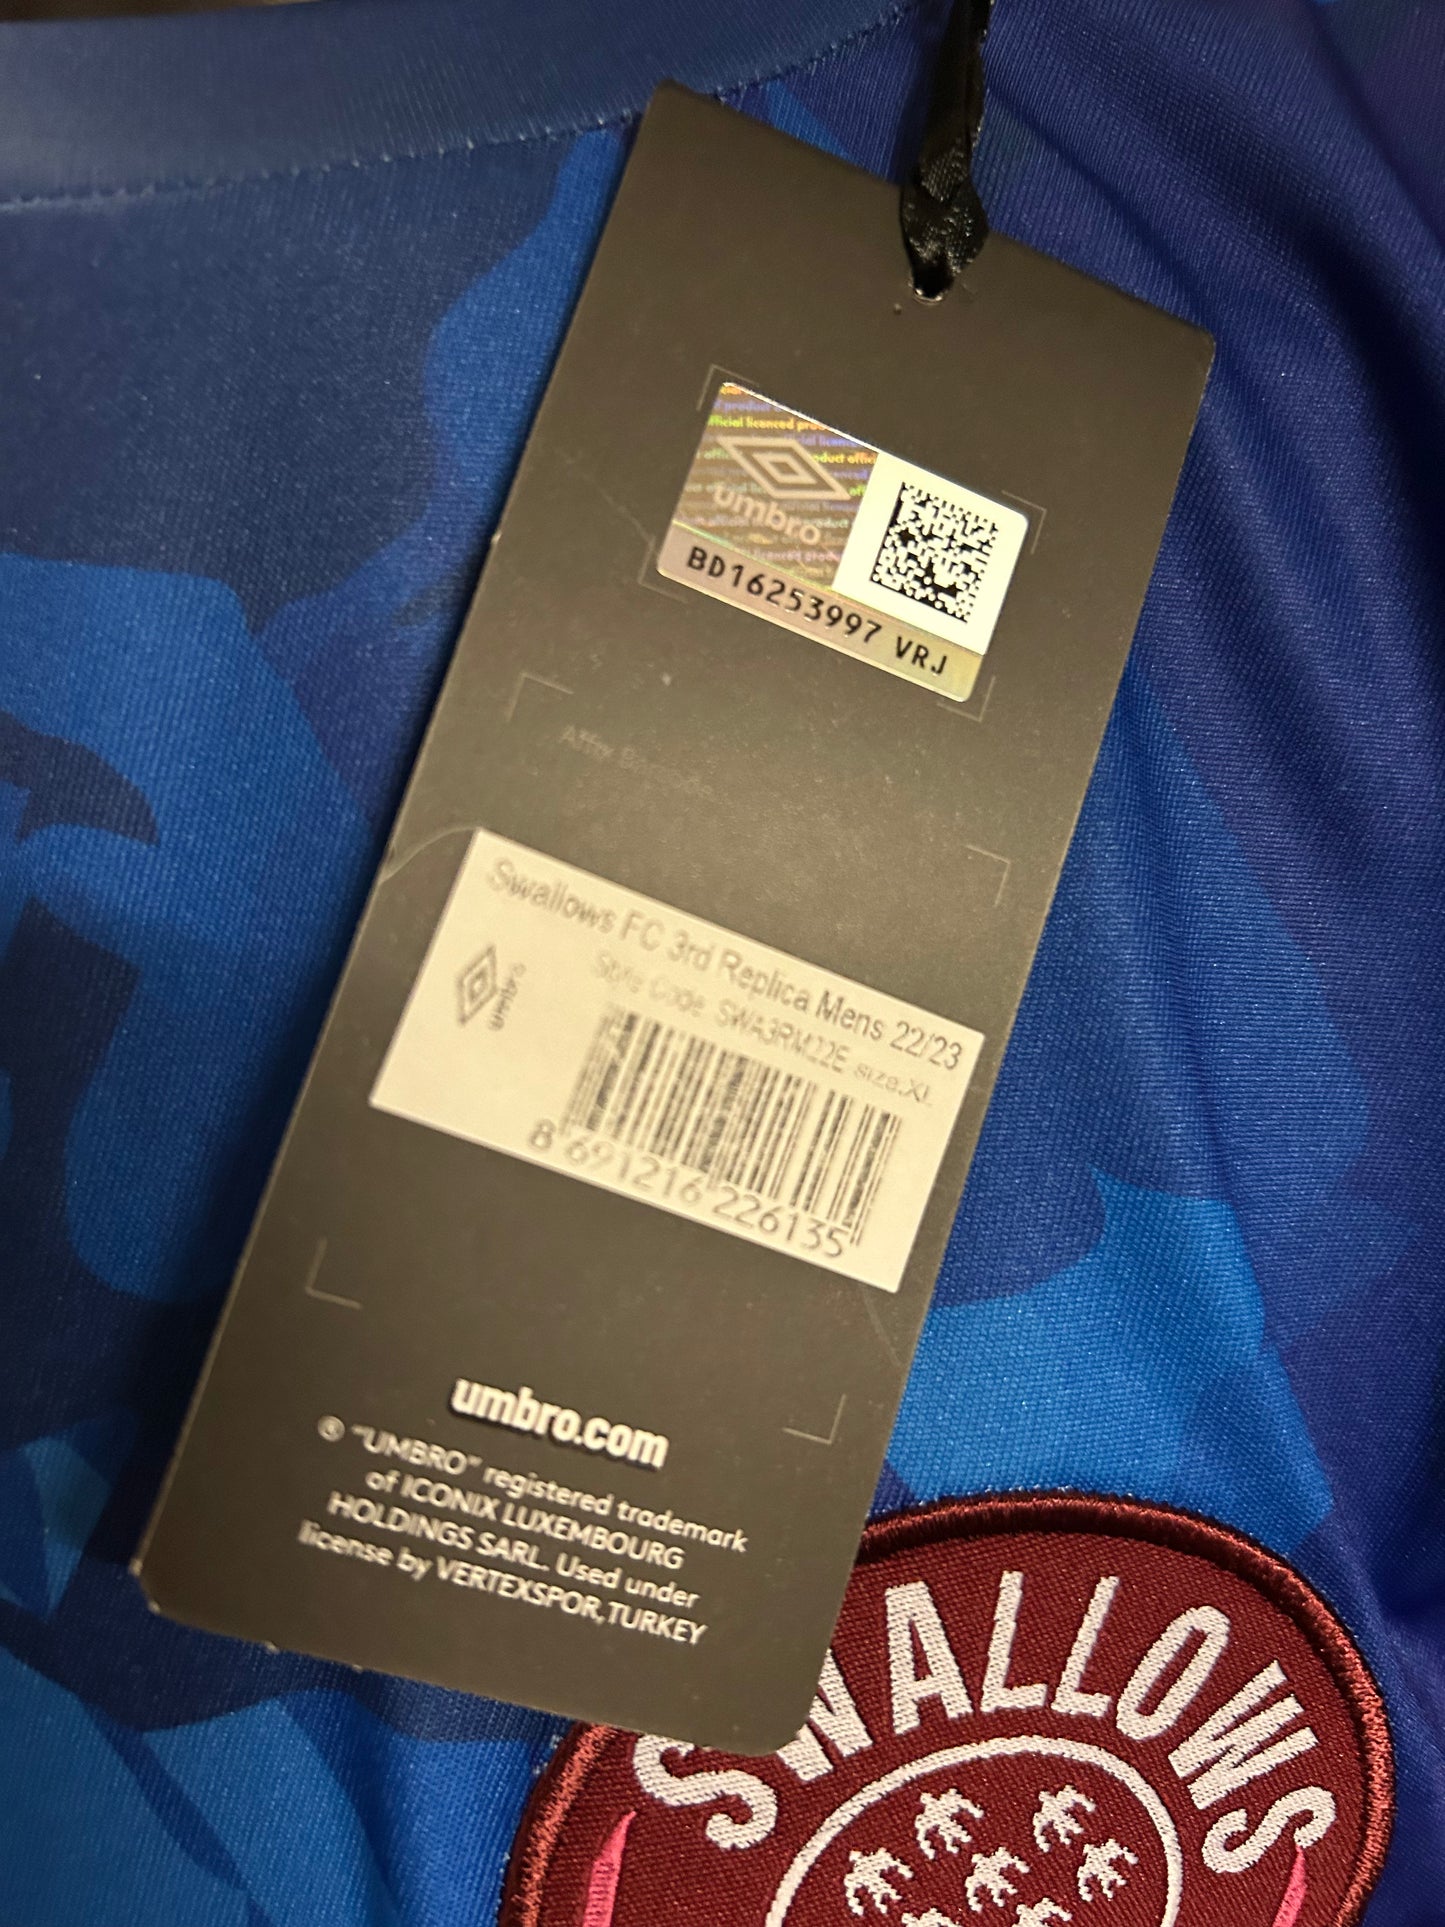 umbro
BD16253997 VRJ
Swallows FC 3rd Replica Mens 22/23
Style Code SWA3RM22E size:XL
umbro
8 691216 226135
umbro.com
® "UMBRO" registered trademark
of ICONIX LUXEMBOURG
HOLDINGS SARL. Used under
license by VERTEXSPOR,TURKEY
SWALLOWS